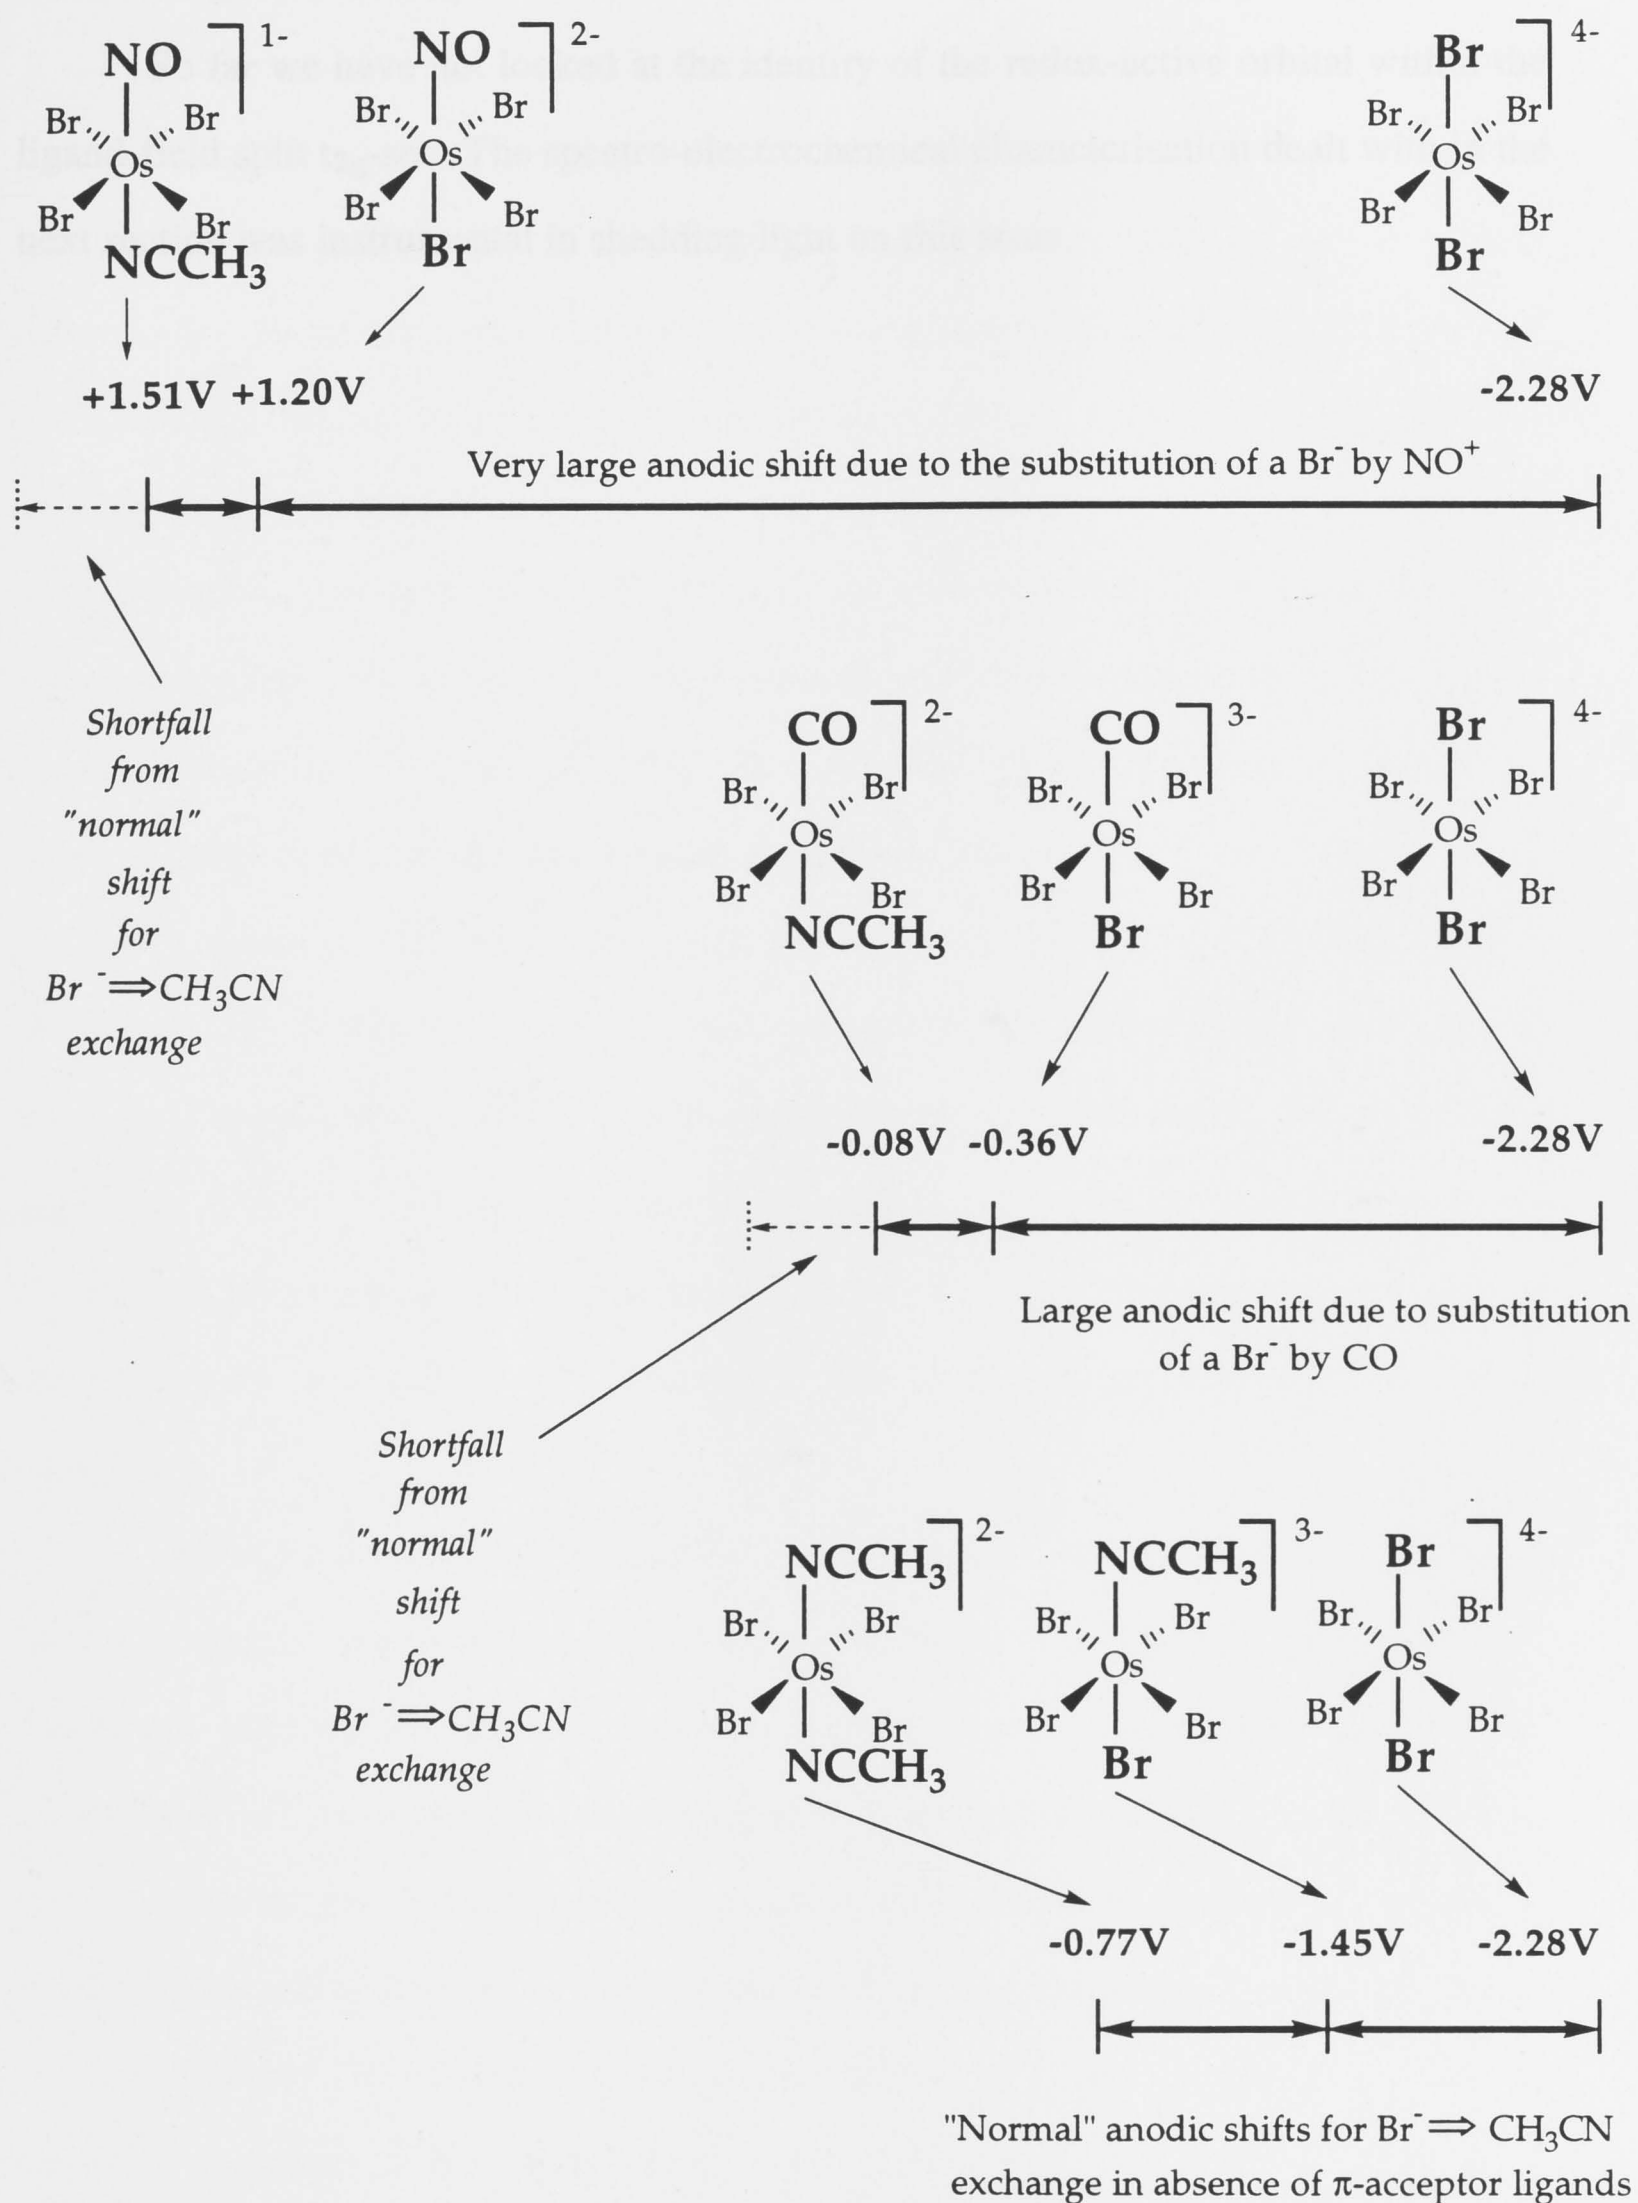 NO ]1-
Br Br
Os
Br Br
NCCH3
NO ]2-
Br Br
Os
Br Br
Br
Br ]4-
Br Br
Os
Br Br
Br
+1.51V +1.20V -2.28V
Very large anodic shift due to the substitution of a Br- by NO+
Shortfall
from
"normal"
shift
for
Br - ⇒CH3CN
exchange
CO ]2-
Br Br
Os
Br Br
NCCH3
CO ]3-
Br Br
Os
Br Br
Br
Br ]4-
Br Br
Os
Br Br
Br
-0.08V -0.36V -2.28V
Large anodic shift due to substitution
of a Br- by CO
Shortfall
from
"normal"
shift
for
Br - ⇒CH3CN
exchange
NCCH3 ]2-
Br Br
Os
Br Br
NCCH3
NCCH3 ]3-
Br Br
Os
Br Br
Br
Br ]4-
Br Br
Os
Br Br
Br
-0.77V -1.45V -2.28V
"Normal" anodic shifts for Br- ⇒ CH3CN
exchange in absence of π-acceptor ligands